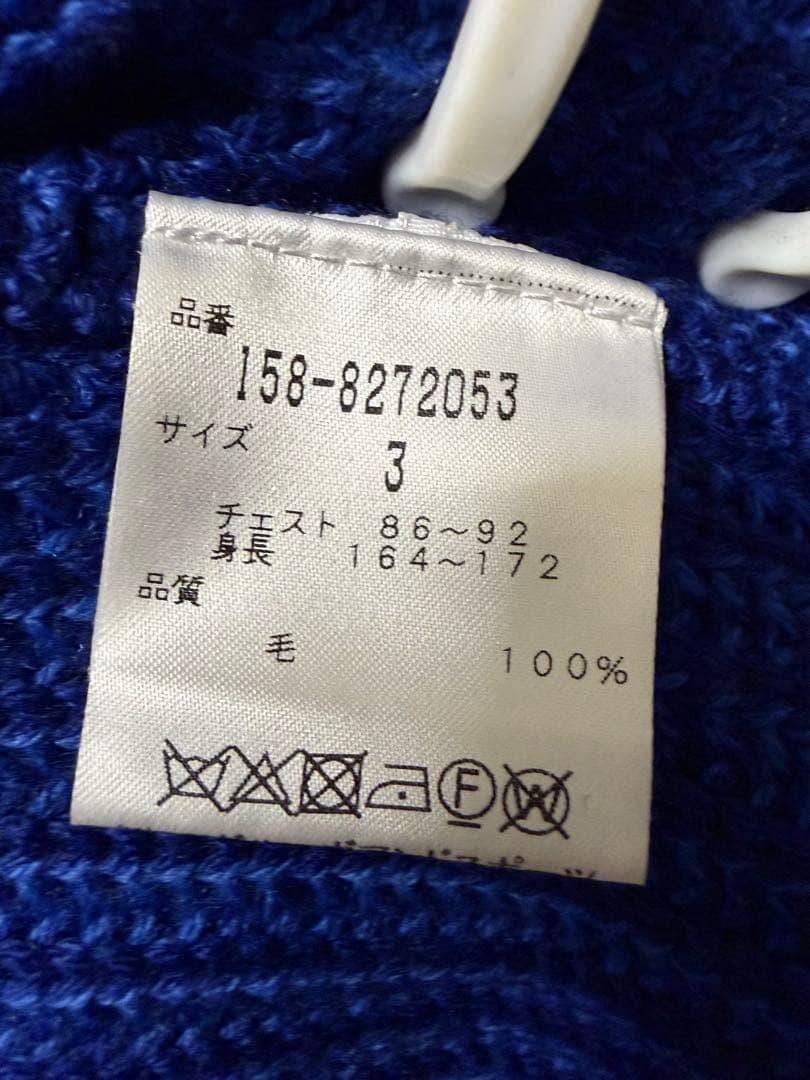 品番
158-8272053
サイズ
3
チェスト 86~92
身長 164~172
品質
毛 100%
F W